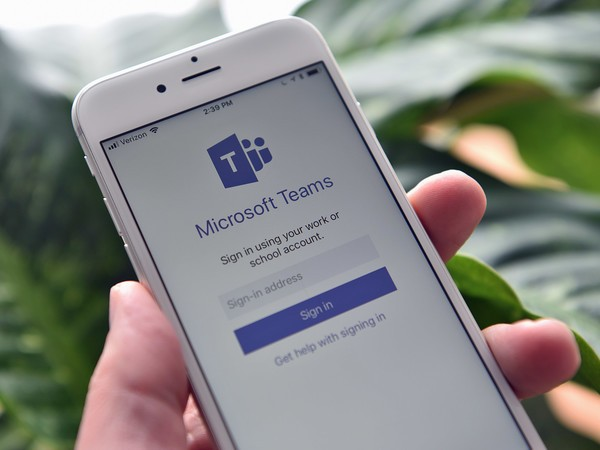 Verizon
2:39 PM
T
Microsoft Teams
Sign in using your work or
school account.
Sign-in address
Sign in
Get help with signing in